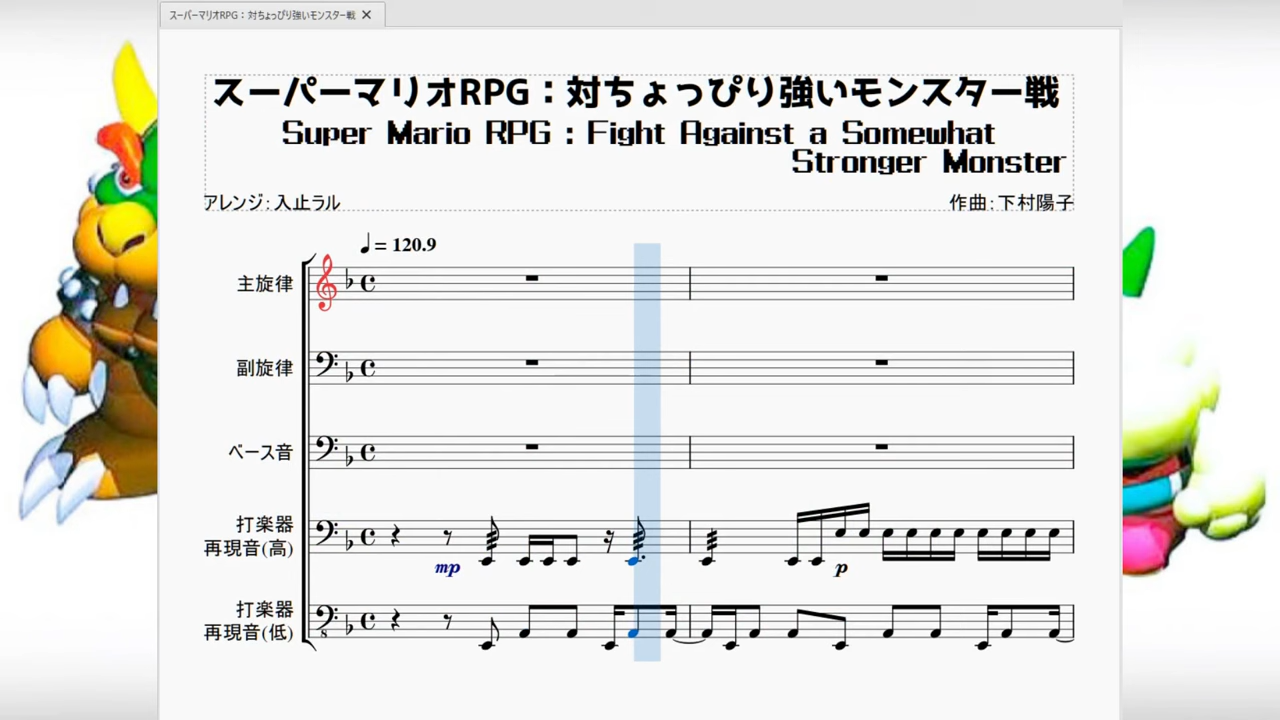 スーパーマリオRPG：対ちょっぴり強いモンスター戦 ✕
スーパーマリオRPG：対ちょっぴり強いモンスター戦
Super Mario RPG : Fight Against a Somewhat
Stronger Monster
アレンジ：入止ラル
作曲：下村陽子
♩= 120.9
主旋律
副旋律
ベース音
打楽器
再現音(高)
mp
p
打楽器
再現音(低)
8